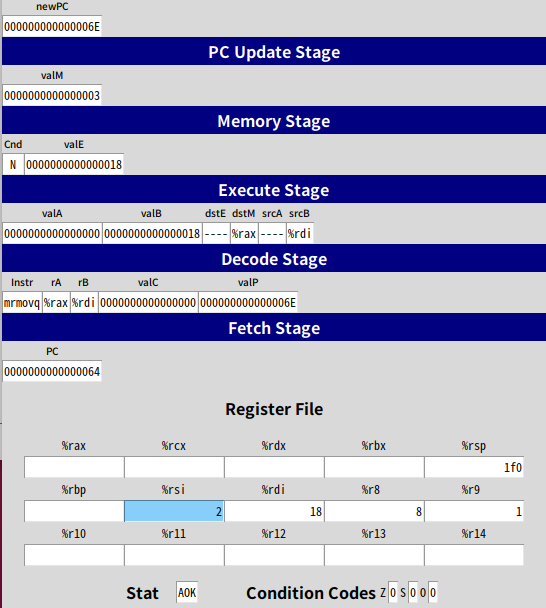 newPC
000000000000006E
PC Update Stage
valM
0000000000000003
Memory Stage
Cnd valE
N 0000000000000018
Execute Stage
valA valB dstE dstM srcA srcB
0000000000000000 0000000000000018 ---- %rax ---- %rdi
Decode Stage
Instr rA rB valC valP
mrmovq %rax %rdi 0000000000000000 000000000000006E
Fetch Stage
PC
0000000000000064
Register File
%rax %rcx %rdx %rbx %rsp
1f0
%rbp %rsi %rdi %r8 %r9
2 18 8 1
%r10 %r11 %r12 %r13 %r14
Stat AOK Condition Codes Z 0 S 0 O 0